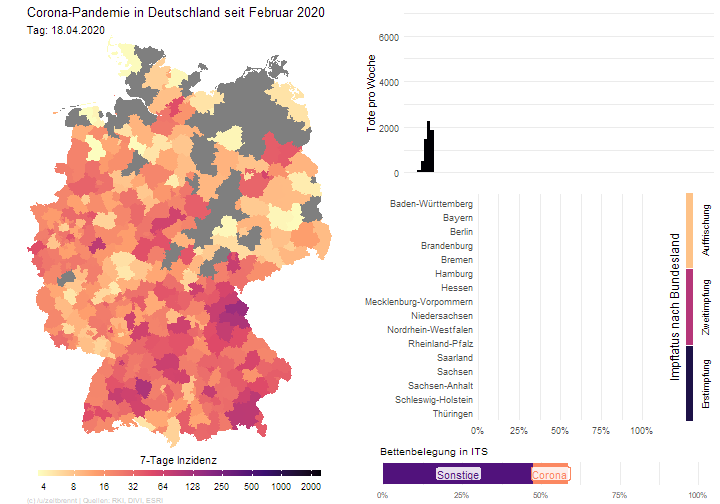 Corona-Pandemie in Deutschland seit Februar 2020
Tag: 18.04.2020
7-Tage Inzidenz
4 8 16 32 64 128 250 500 1000 2000
(c) u/zeitbrennt | Quellen: RKI, DIVI, ESRI
Tote pro Woche
6000
4000
2000
0
Impftlatus nach Bundesland
Baden-Württemberg
Bayern
Berlin
Brandenburg
Bremen
Hamburg
Hessen
Mecklenburg-Vorpommern
Niedersachsen
Nordrhein-Westfalen
Rheinland-Pfalz
Saarland
Sachsen
Sachsen-Anhalt
Schleswig-Holstein
Thüringen
0% 25% 50% 75% 100%
Auffrischung
Zweitimpfung
Erstimpfung
Bettenbelegung in ITS
Sonstige Corona
0% 25% 50% 75% 100%